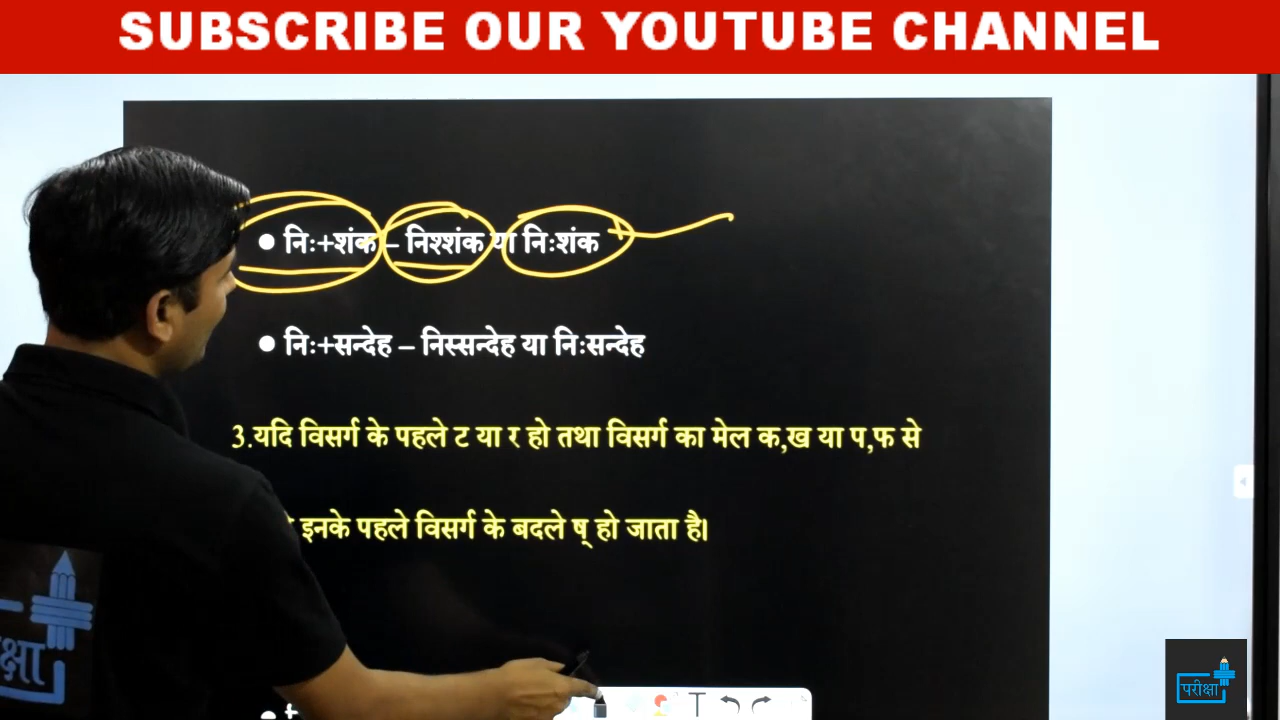 SUBSCRIBE OUR YOUTUBE CHANNEL
● निः+शंक – निश्शंक या निःशंक
● निः+सन्देह – निस्सन्देह या निःसन्देह
3.यदि विसर्ग के पहले ट या र हो तथा विसर्ग का मेल क,ख या प,फ से
इनके पहले विसर्ग के बदले ष् हो जाता है।
T
परीक्षा